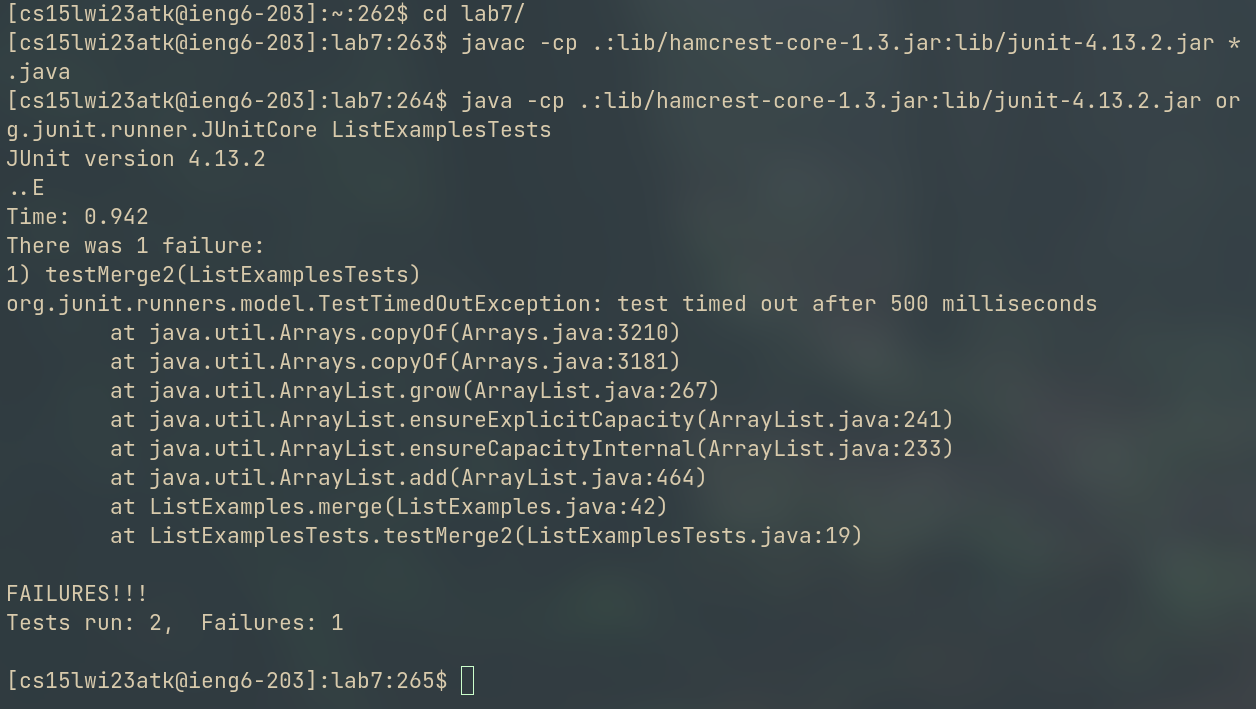 [cs15lwi23atk@ieng6-203]:~:262$ cd lab7/
[cs15lwi23atk@ieng6-203]:lab7:263$ javac -cp .:lib/hamcrest-core-1.3.jar:lib/junit-4.13.2.jar *
.java
[cs15lwi23atk@ieng6-203]:lab7:264$ java -cp .:lib/hamcrest-core-1.3.jar:lib/junit-4.13.2.jar or
g.junit.runner.JUnitCore ListExamplesTests
JUnit version 4.13.2
..E
Time: 0.942
There was 1 failure:
1) testMerge2(ListExamplesTests)
org.junit.runners.model.TestTimedOutException: test timed out after 500 milliseconds
        at java.util.Arrays.copyOf(Arrays.java:3210)
        at java.util.Arrays.copyOf(Arrays.java:3181)
        at java.util.ArrayList.grow(ArrayList.java:267)
        at java.util.ArrayList.ensureExplicitCapacity(ArrayList.java:241)
        at java.util.ArrayList.ensureCapacityInternal(ArrayList.java:233)
        at java.util.ArrayList.add(ArrayList.java:464)
        at ListExamples.merge(ListExamples.java:42)
        at ListExamplesTests.testMerge2(ListExamplesTests.java:19)

FAILURES!!!
Tests run: 2,  Failures: 1

[cs15lwi23atk@ieng6-203]:lab7:265$